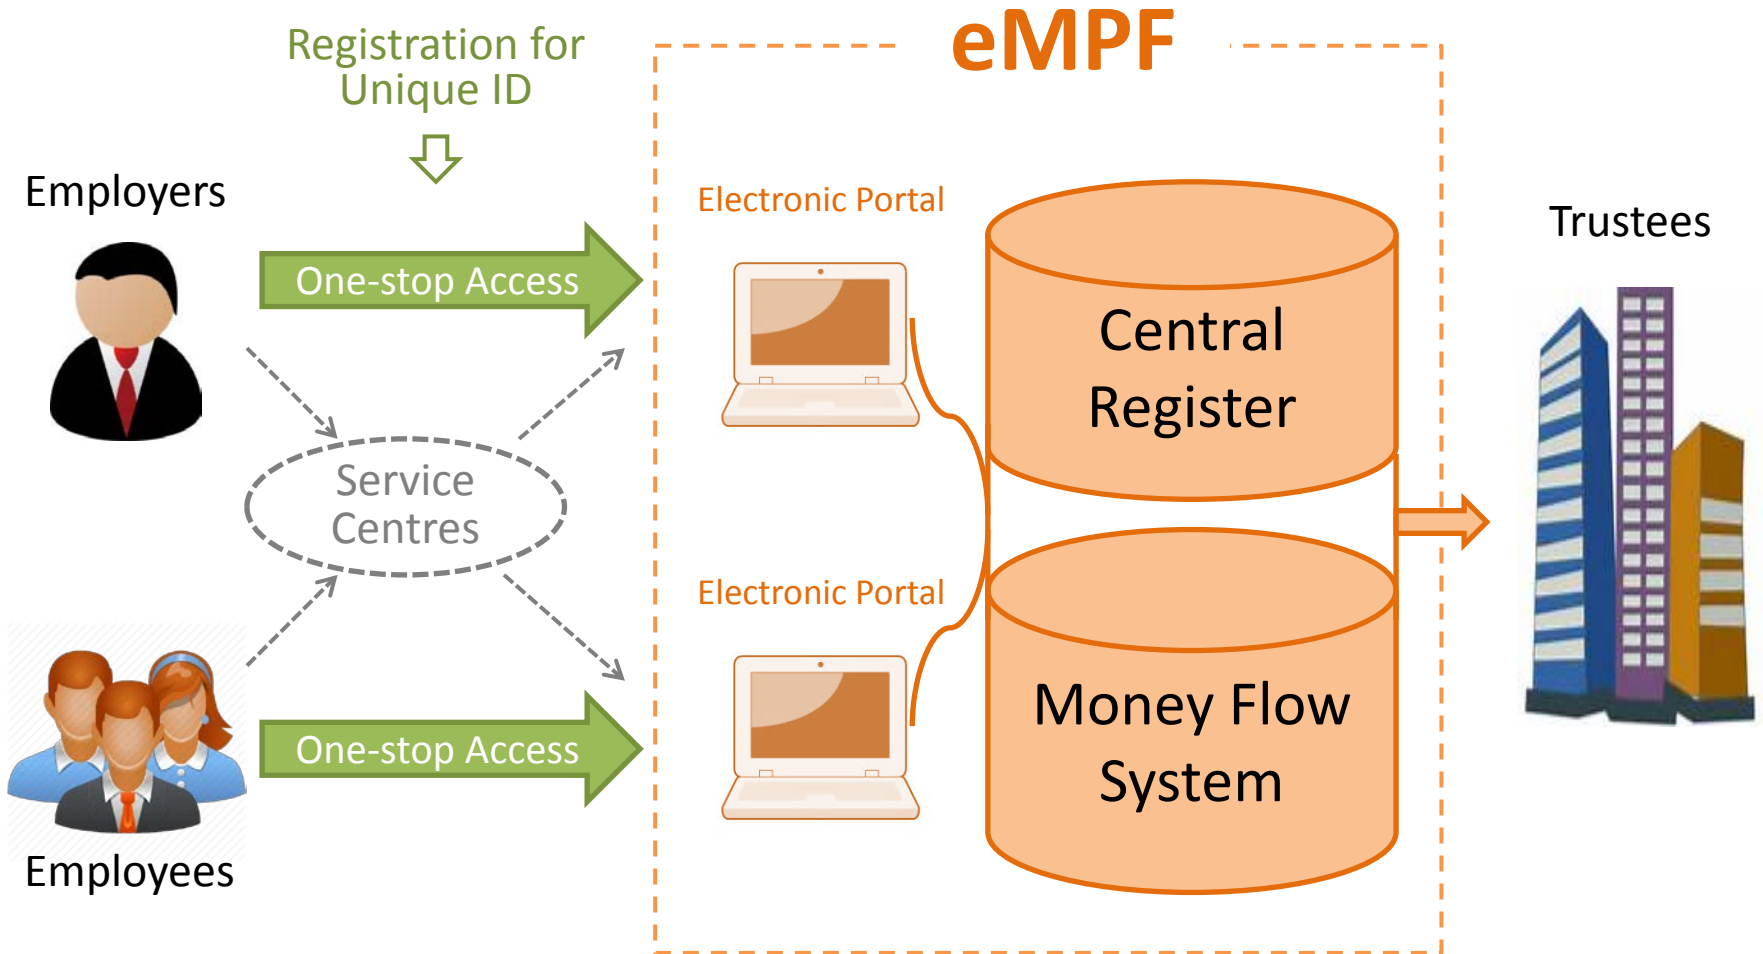 eMPF
Registration for
Unique ID
Employers
One-stop Access
Service
Centres
One-stop Access
Employees
Electronic Portal
Electronic Portal
Central
Register
Money Flow
System
Trustees